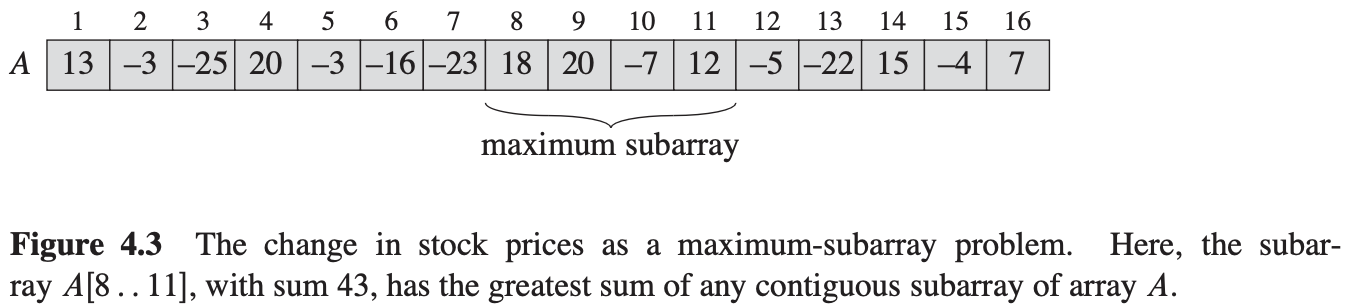 1 2 3 4 5 6 7 8 9 10 11 12 13 14 15 16
A 13 –3 –25 20 –3 –16 –23 18 20 –7 12 –5 –22 15 –4 7
maximum subarray
Figure 4.3 The change in stock prices as a maximum-subarray problem. Here, the subar-
ray A[8 . . 11], with sum 43, has the greatest sum of any contiguous subarray of array A.